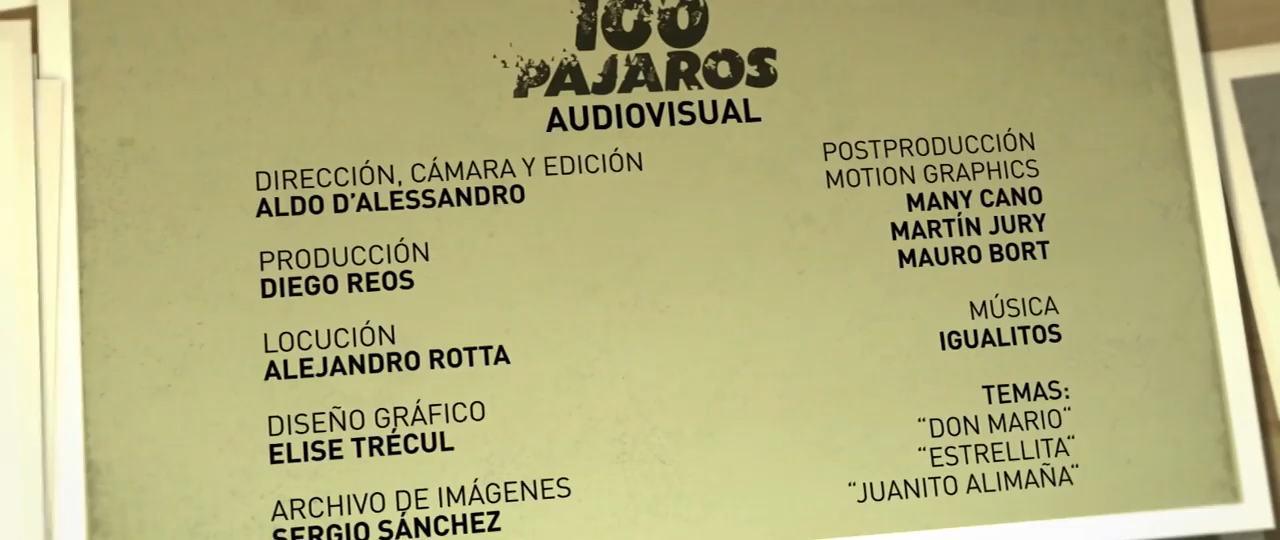 100
PAJAROS
AUDIOVISUAL
DIRECCIÓN, CÁMARA Y EDICIÓN
ALDO D'ALESSANDRO
PRODUCCIÓN
DIEGO REOS
LOCUCIÓN
ALEJANDRO ROTTA
DISEÑO GRÁFICO
ELISE TRÉCUL
ARCHIVO DE IMÁGENES
SERGIO SÁNCHEZ
POSTPRODUCCIÓN
MOTION GRAPHICS
MANY CANO
MARTÍN JURY
MAURO BORT
MÚSICA
IGUALITOS
TEMAS:
“DON MARIO“
“ESTRELLITA“
“JUANITO ALIMAÑA“